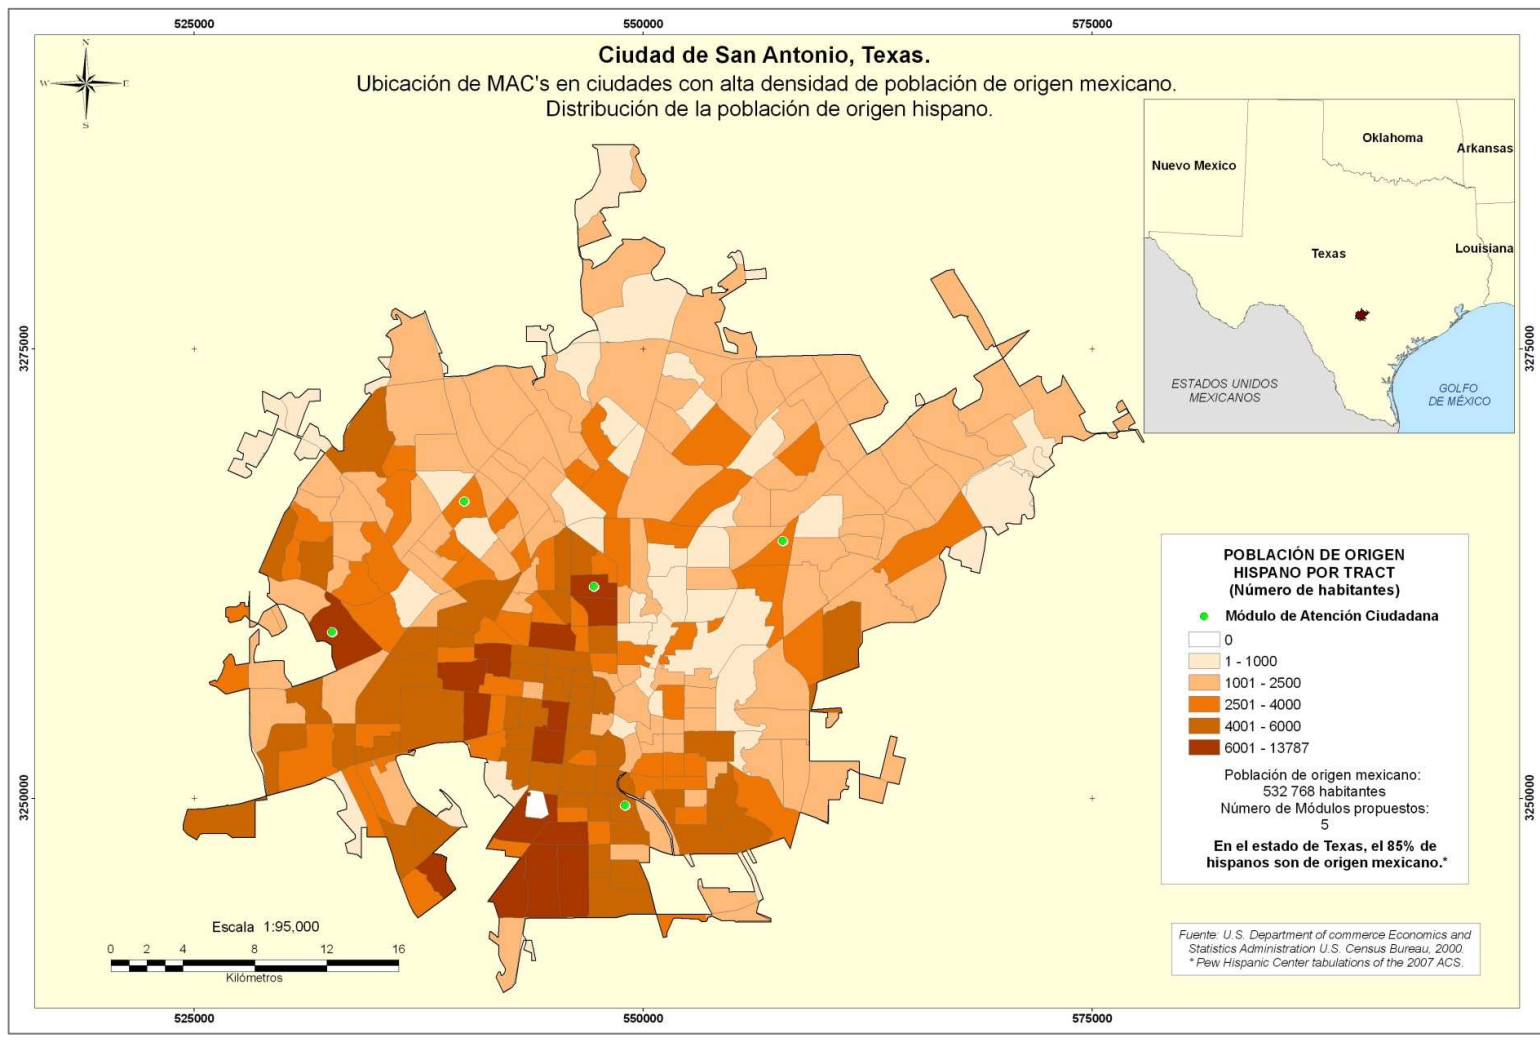 525000
550000
575000
N
W
E
S
Ciudad de San Antonio, Texas.
Ubicación de MAC's en ciudades con alta densidad de población de origen mexicano.
Distribución de la población de origen hispano.
Oklahoma
Arkansas
Nuevo Mexico
Texas
Louisiana
ESTADOS UNIDOS
MEXICANOS
GOLFO
DE MÉXICO
3275000
3275000
POBLACIÓN DE ORIGEN
HISPANO POR TRACT
(Número de habitantes)
Módulo de Atención Ciudadana
0
1 - 1000
1001 - 2500
2501 - 4000
4001 - 6000
6001 - 13787
Población de origen mexicano:
532 768 habitantes
Número de Módulos propuestos:
5
En el estado de Texas, el 85% de
hispanos son de origen mexicano.*
3250000
3250000
Escala 1:95,000
0 2 4 8 12 16
Kilómetros
Fuente: U.S. Department of commerce Economics and
Statistics Administration U.S. Census Bureau, 2000.
* Pew Hispanic Center tabulations of the 2007 ACS.
525000
550000
575000